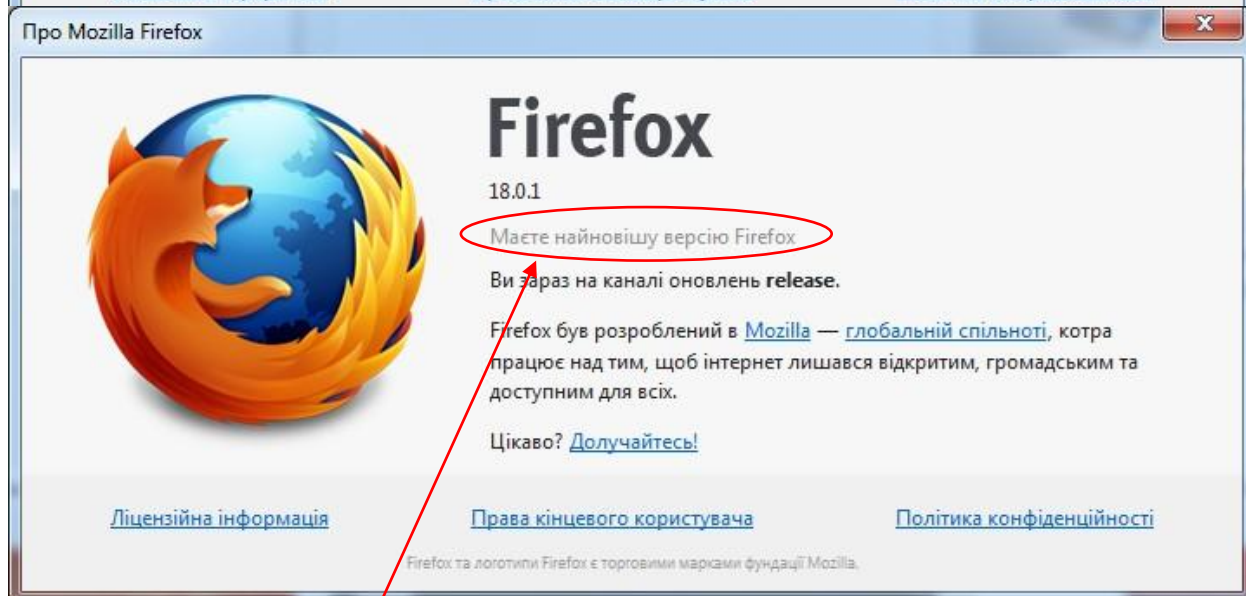 Про Mozilla Firefox
Firefox
18.0.1
Маєте найновішу версію Firefox
Ви зараз на каналі оновлень release.
Firefox був розроблений в Mozilla — глобальній спільноті, котра
працює над тим, щоб інтернет лишався відкритим, громадським та
доступним для всіх.
Цікаво? Долучайтесь!
Ліцензійна інформація
Права кінцевого користувача
Політика конфіденційності
Firefox та логотипи Firefox є торговими марками фундації Mozilla.